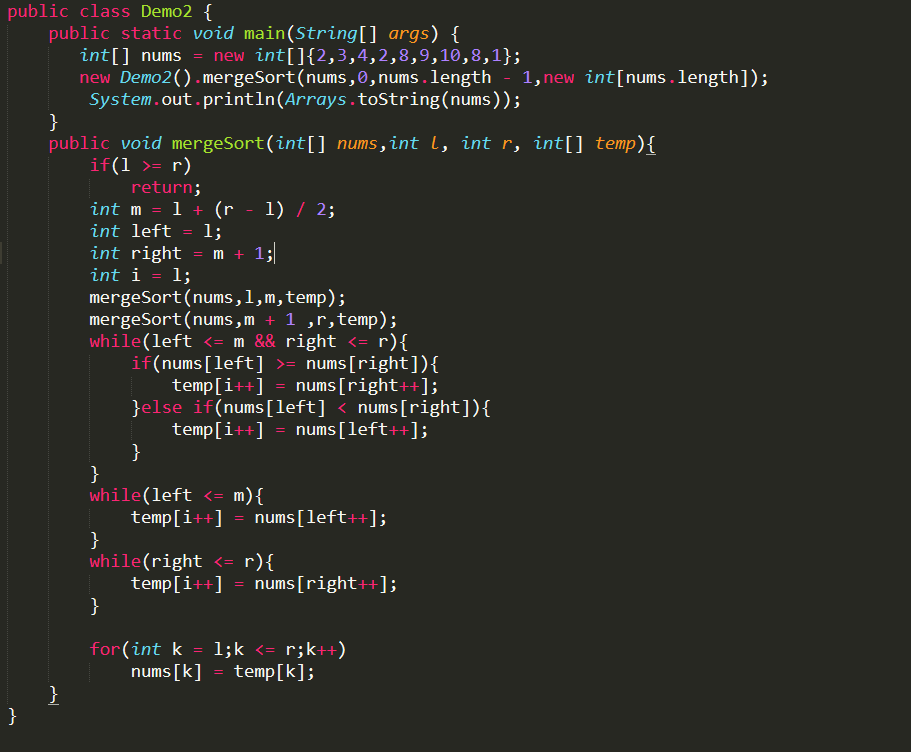 public class Demo2 {
    public static void main(String[] args) {
       int[] nums = new int[]{2,3,4,2,8,9,10,8,1};
       new Demo2().mergeSort(nums,0,nums.length - 1,new int[nums.length]);
        System.out.println(Arrays.toString(nums));
    }
    public void mergeSort(int[] nums,int l, int r, int[] temp){
        if(l >= r)
            return;
        int m = l + (r - l) / 2;
        int left = l;
        int right = m + 1;
        int i = l;
        mergeSort(nums,l,m,temp);
        mergeSort(nums,m + 1 ,r,temp);
        while(left <= m && right <= r){
            if(nums[left] >= nums[right]){
                temp[i++] = nums[right++];
            }else if(nums[left] < nums[right]){
                temp[i++] = nums[left++];
            }
        }
        while(left <= m){
            temp[i++] = nums[left++];
        }
        while(right <= r){
            temp[i++] = nums[right++];
        }

        for(int k = l;k <= r;k++)
            nums[k] = temp[k];
    }
}